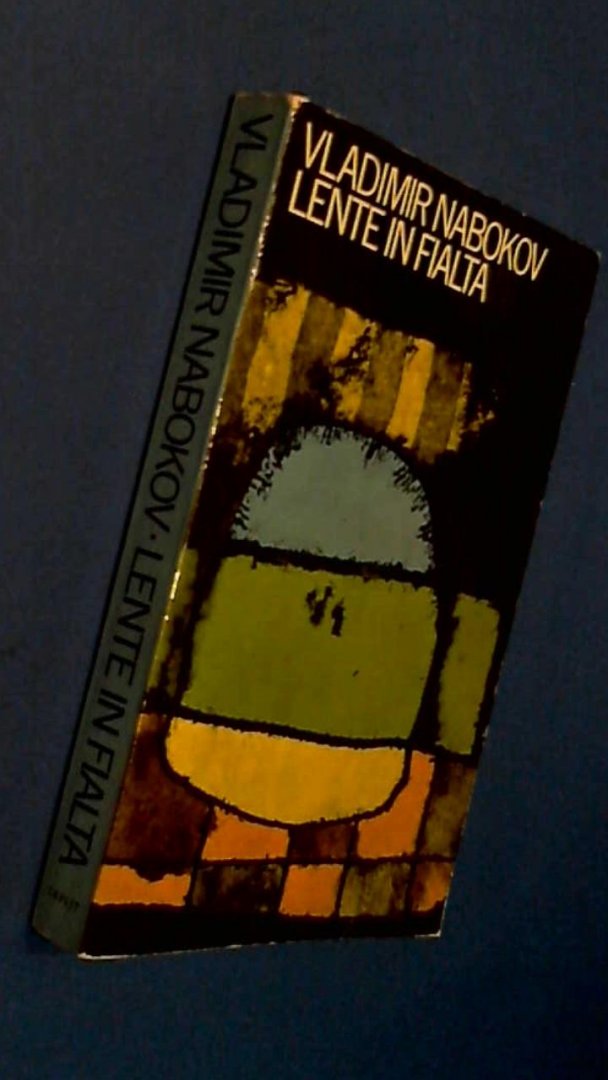 VLADIMIR NABOKOV
LENTE IN FIALTA
VLADIMIR NABOKOV · LENTE IN FIALTA